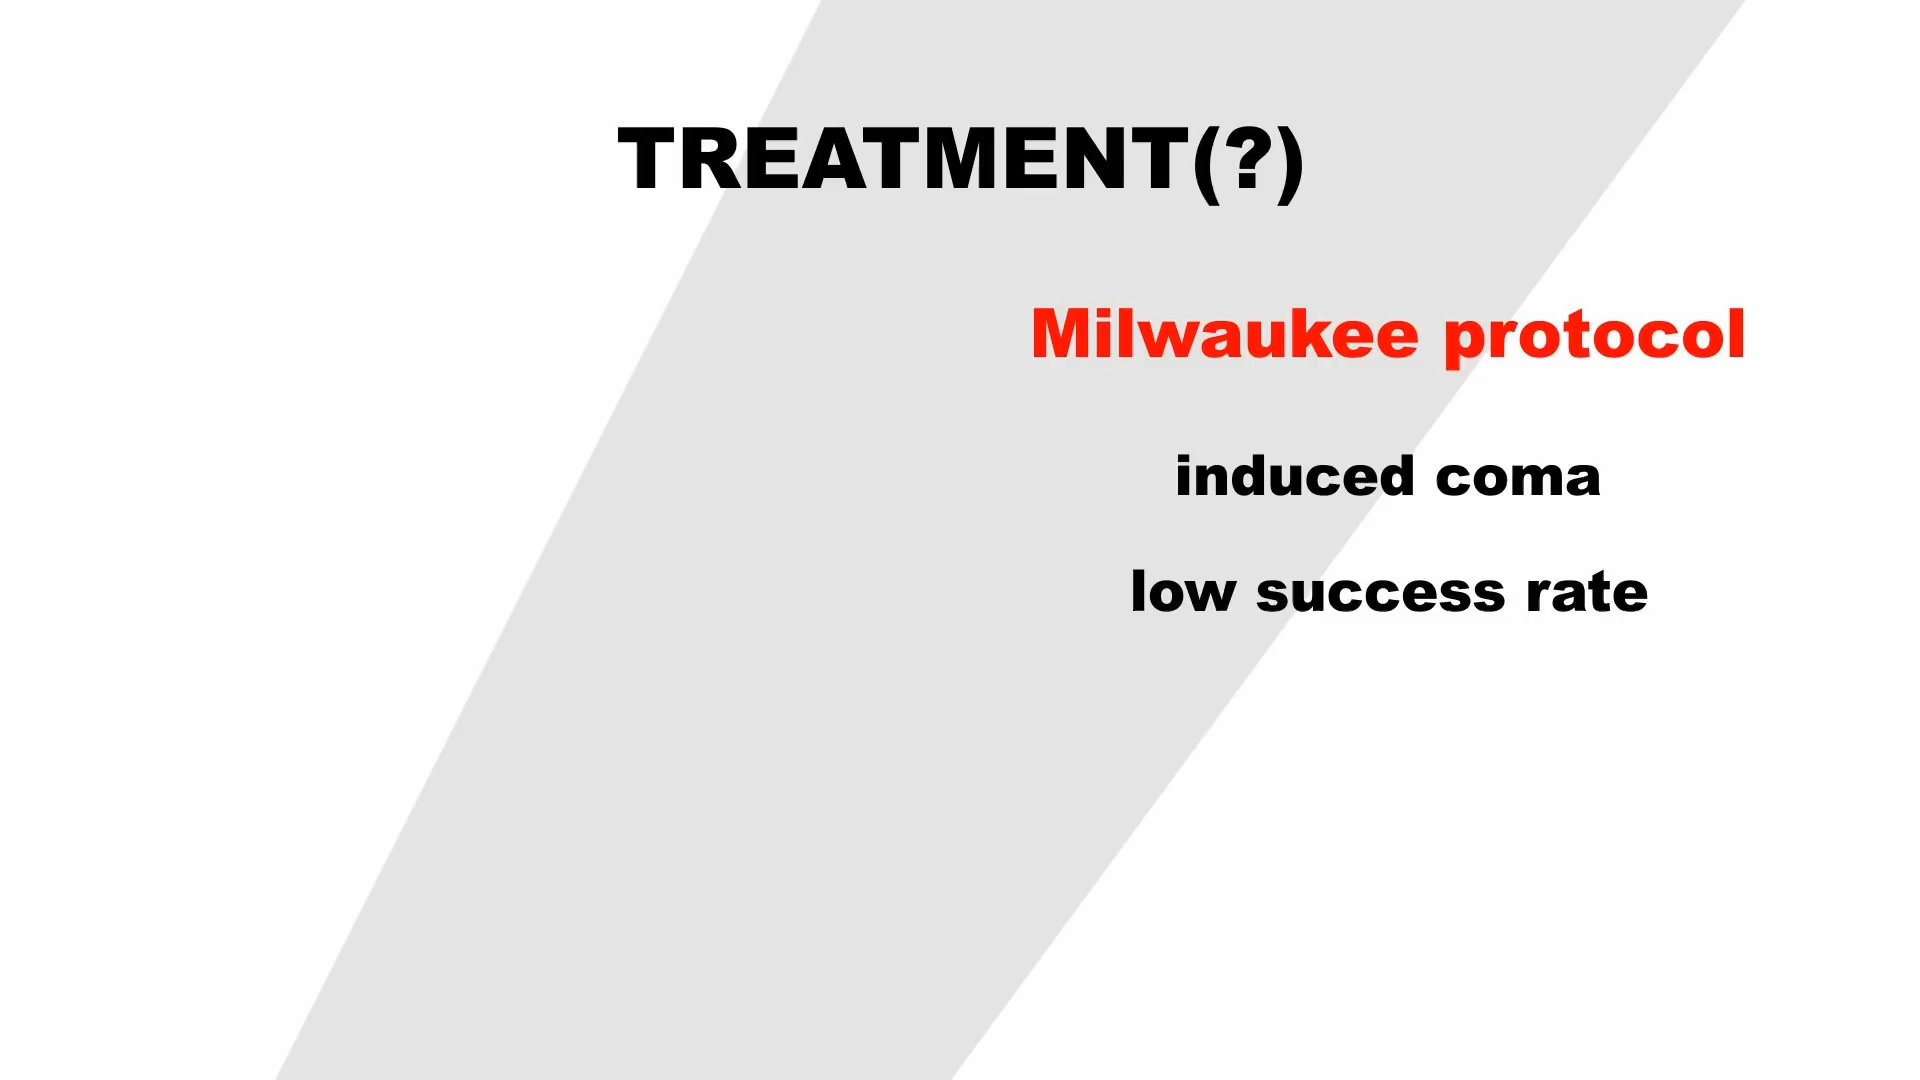 TREATMENT(?)
Milwaukee protocol
induced coma
low success rate